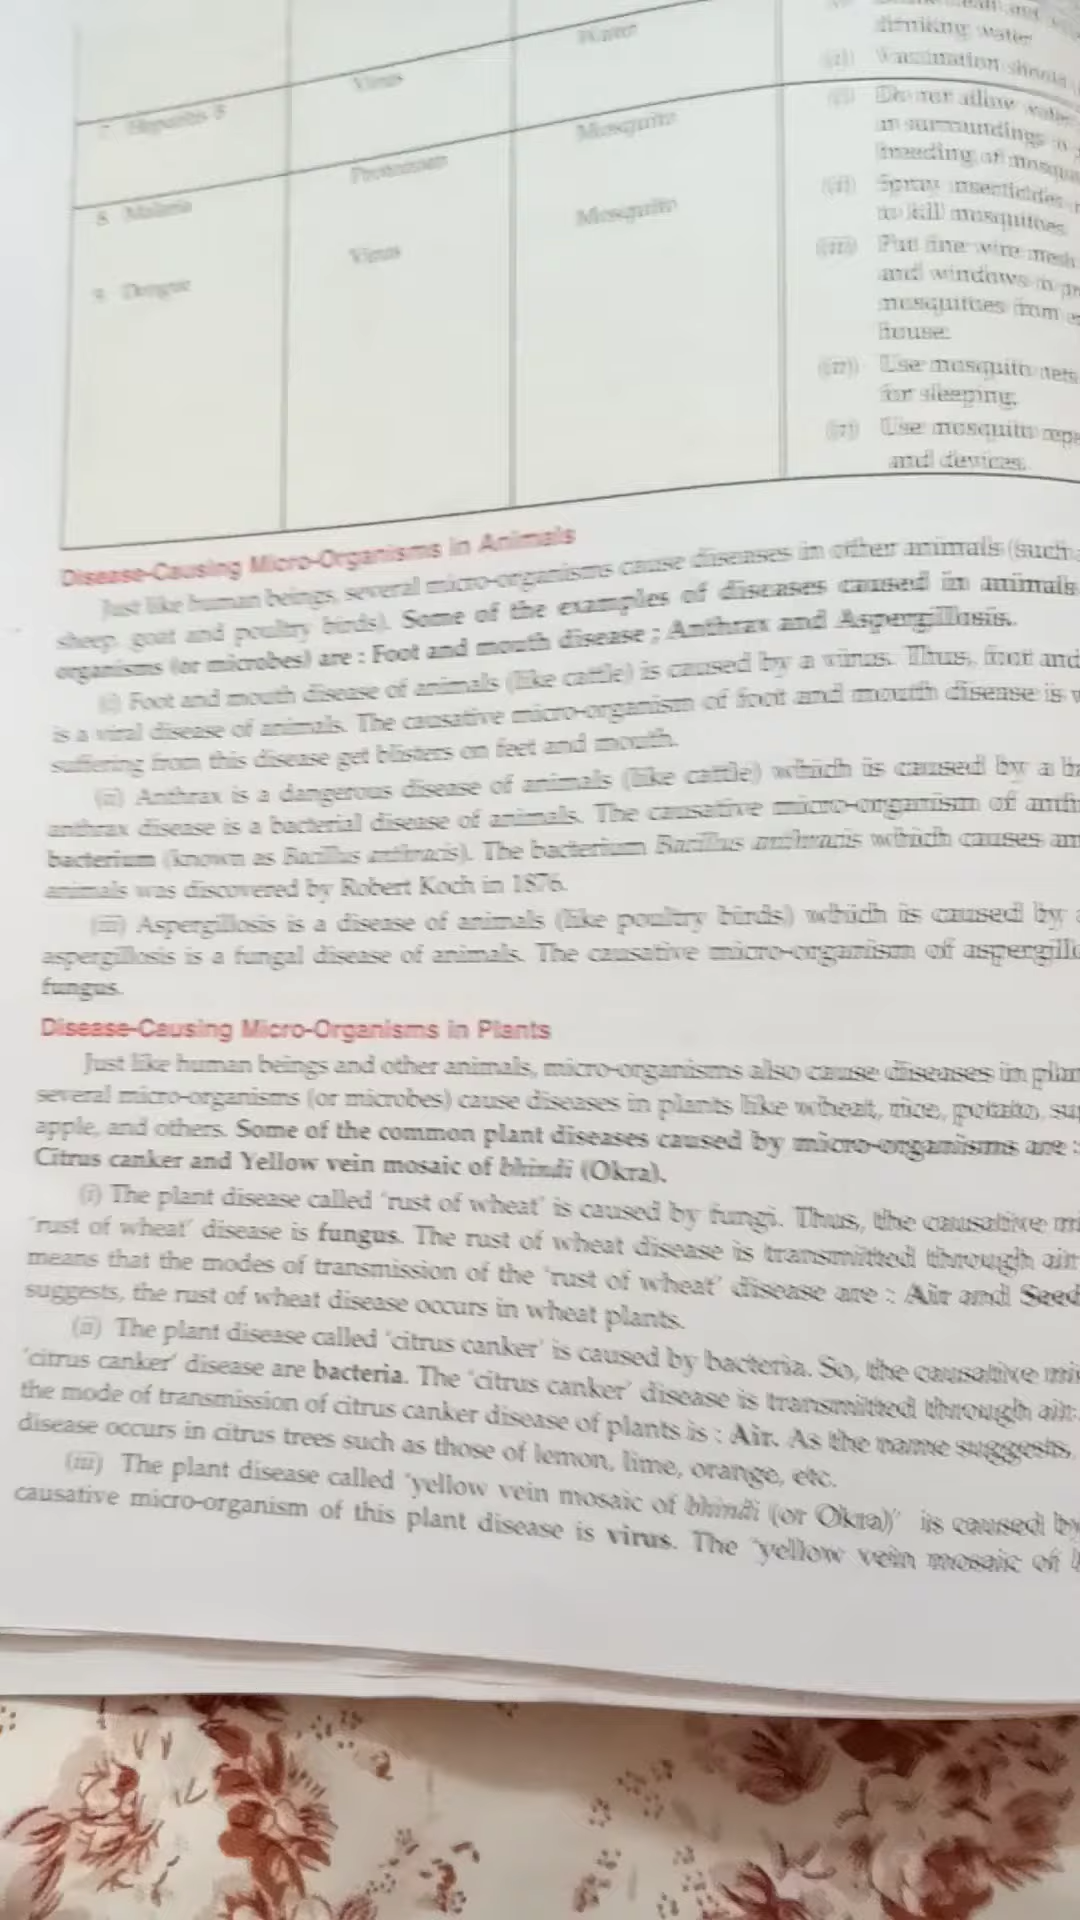 Water
drinking water
(ii) Vaccination should
7. Hepatitis B
Virus
8. Malaria
Protozoan
Mosquito
(i) Do not allow water
in surroundings
breeding of
(ii) Spray insecticides
to kill mosquitoes.
9. Dengue
Virus
Mosquito
(iii) Put fine wire mesh
and windows
mosquitoes from
house.
(iv) Use mosquito nets
for sleeping.
(v) Use mosquito
and devices.
Disease-Causing Micro-Organisms in Animals
Just like human beings, several micro-organisms cause diseases in other animals (such
sheep, goat and poultry birds). Some of the examples of diseases caused in animals
organisms (or microbes) are : Foot and mouth disease ; Anthrax and Aspergillosis.
(i) Foot and mouth disease of animals (like cattle) is caused by a virus. Thus, foot and
is a viral disease of animals. The causative micro-organism of foot and mouth disease is
suffering from this disease get blisters on feet and mouth.
(ii) Anthrax is a dangerous disease of animals (like cattle) which is caused by a
anthrax disease is a bacterial disease of animals. The causative micro-organism of
bacterium (known as Bacillus anthracis). The bacterium Bacillus anthracis which causes
animals was discovered by Robert Koch in 1876.
(iii) Aspergillosis is a disease of animals (like poultry birds) which is caused by
aspergillosis is a fungal disease of animals. The causative micro-organism of
fungus.
Disease-Causing Micro-Organisms in Plants
Just like human beings and other animals, micro-organisms also cause diseases in
several micro-organisms (or microbes) cause diseases in plants like wheat, rice, potato,
apple, and others. Some of the common plant diseases caused by micro-organisms are :
Citrus canker and Yellow vein mosaic of bhindi (Okra).
(i) The plant disease called 'rust of wheat' is caused by fungi. Thus, the causative
'rust of wheat' disease is fungus. The rust of wheat disease is transmitted through air
means that the modes of transmission of the 'rust of wheat' disease are : Air and Seed
suggests, the rust of wheat disease occurs in wheat plants.
(ii) The plant disease called 'citrus canker' is caused by bacteria. So, the causative
'citrus canker' disease are bacteria. The 'citrus canker' disease is transmitted through air.
the mode of transmission of citrus canker disease of plants is : Air. As the name suggests,
disease occurs in citrus trees such as those of lemon, lime, orange, etc.
(iii) The plant disease called 'yellow vein mosaic of bhindi (or Okra)' is caused by
causative micro-organism of this plant disease is virus. The 'yellow vein mosaic of